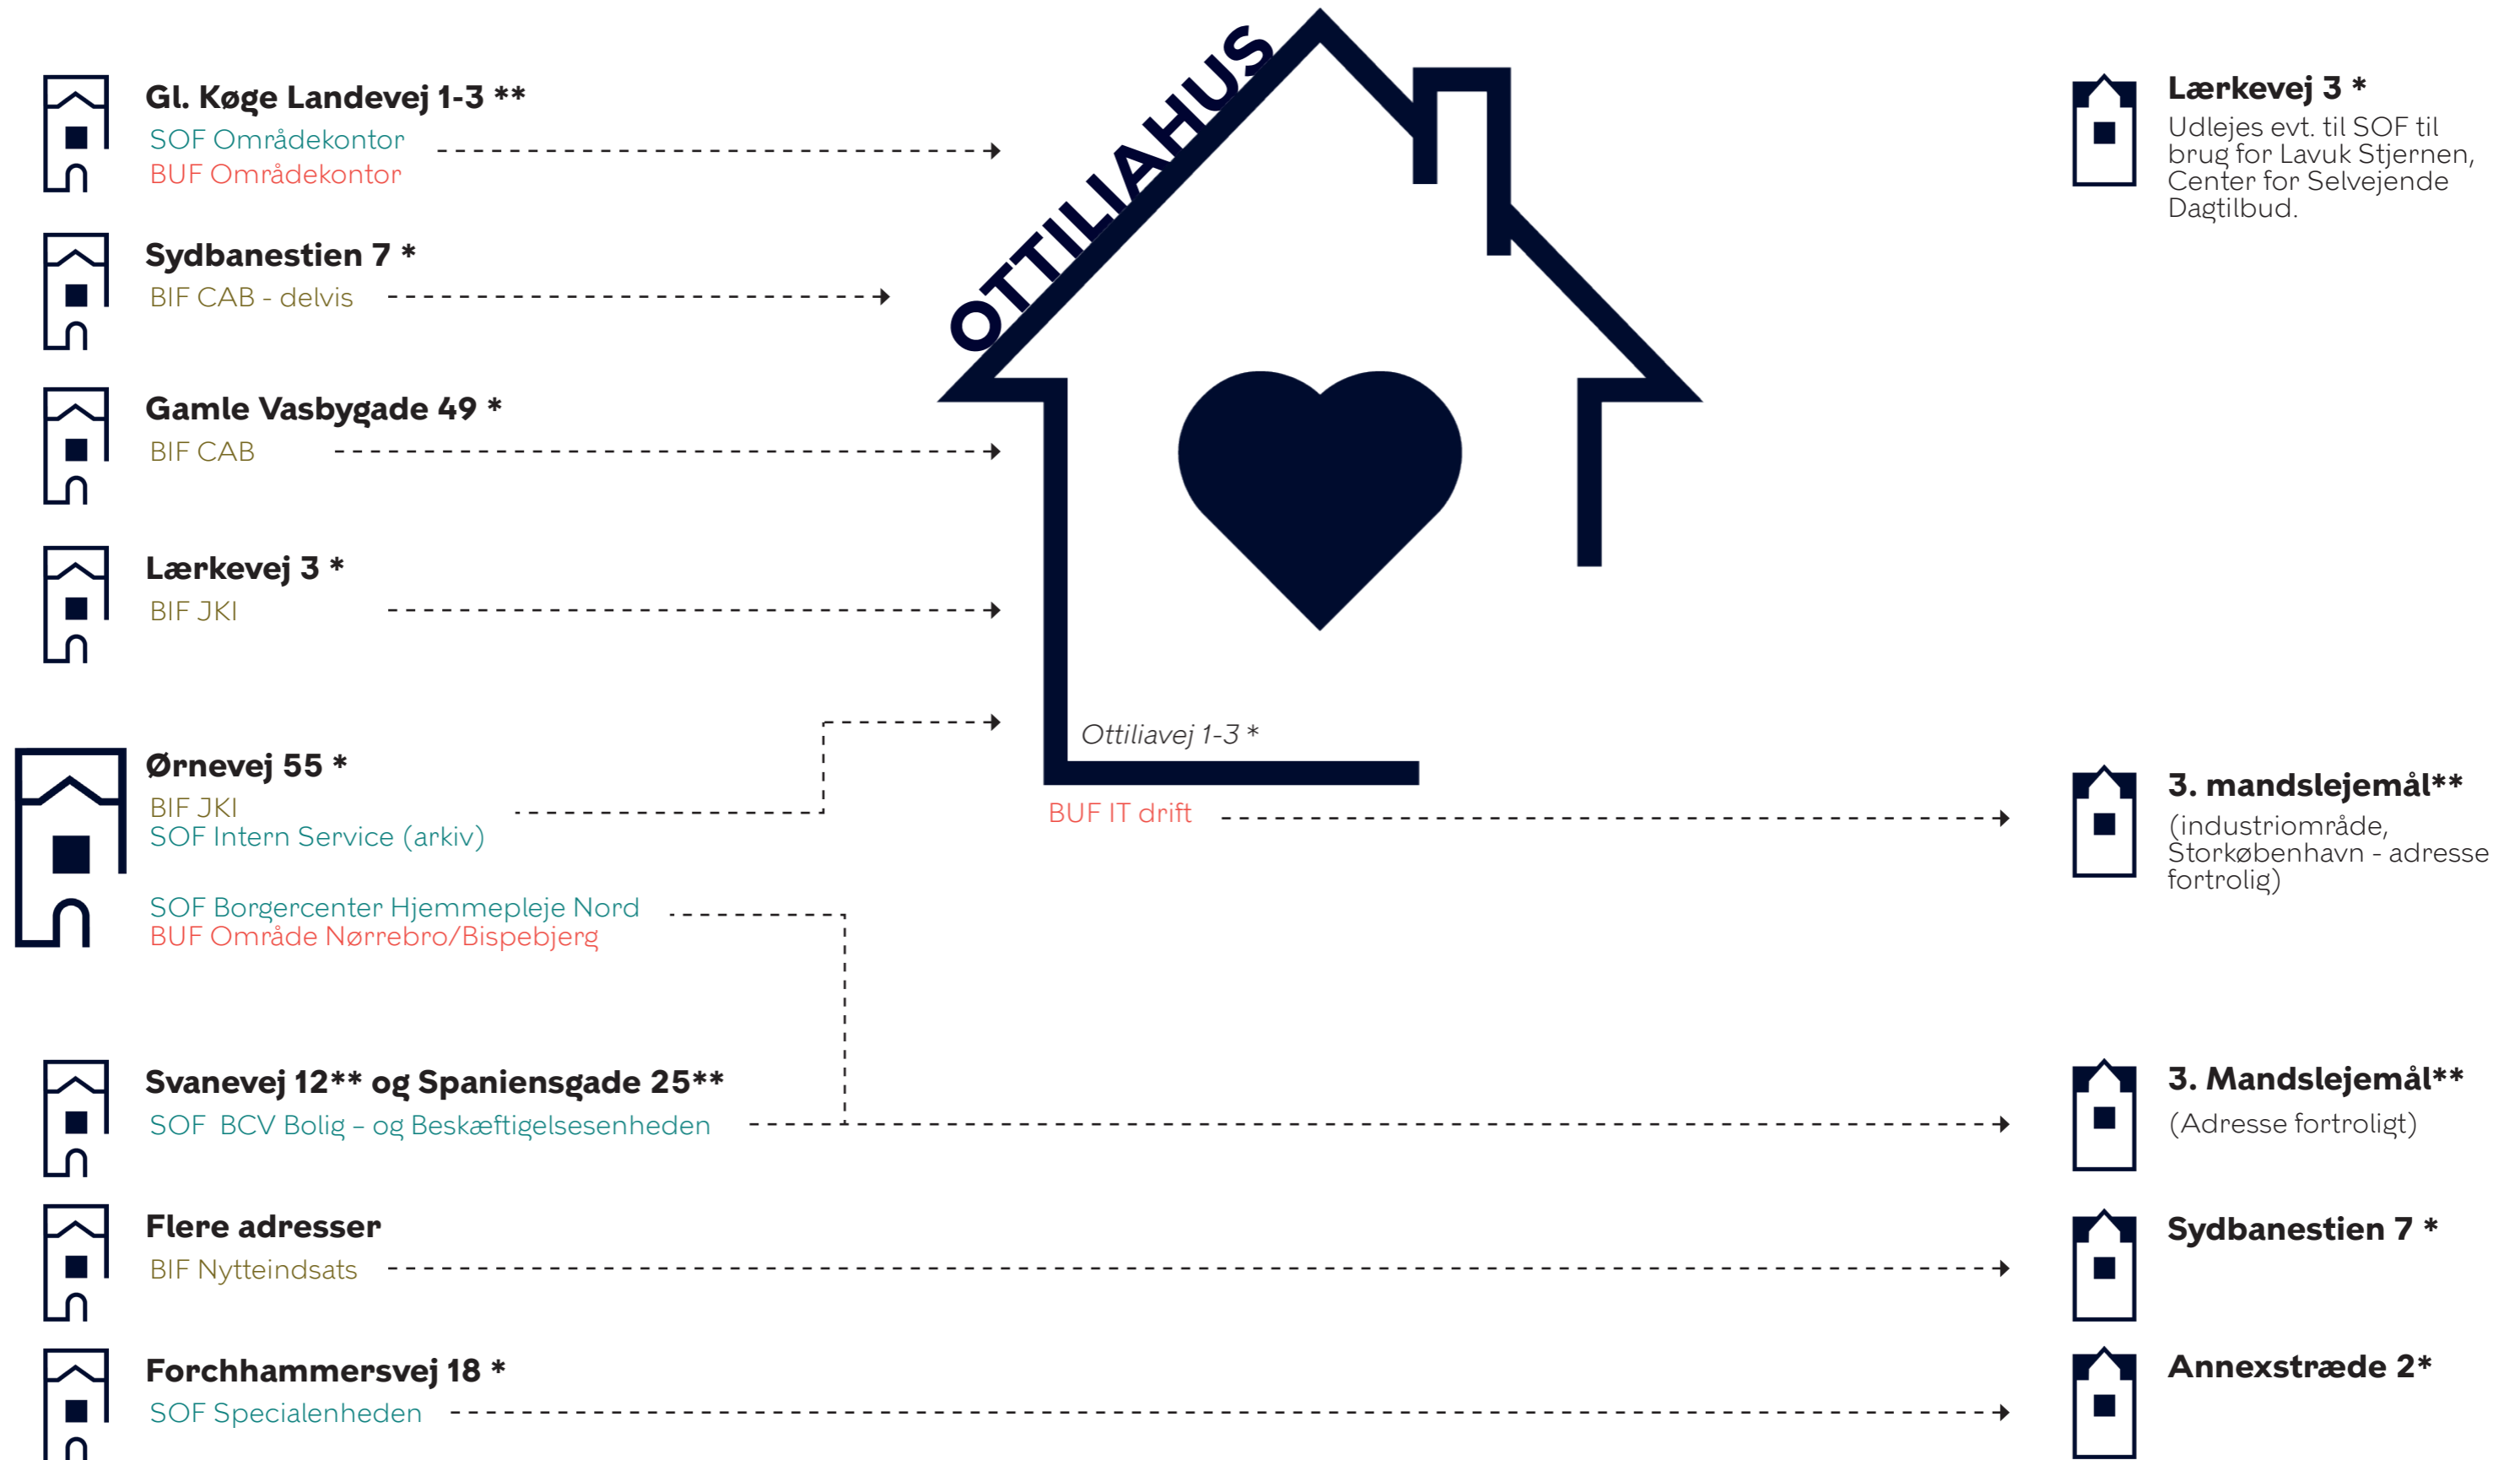 Gl. Køge Landevej 1-3 **
SOF Områdekontor
BUF Områdekontor
Sydbanestien 7 *
BIF CAB - delvis
Gamle Vasbygade 49 *
BIF CAB
Lærkevej 3 *
BIF JKI
Ørnevej 55 *
BIF JKI
SOF Intern Service (arkiv)
SOF Borgercenter Hjemmepleje Nord
BUF Område Nørrebro/Bispebjerg
Svanevej 12** og Spaniensgade 25**
SOF  BCV Bolig – og Beskæftigelsesenheden
Flere adresser
BIF Nytteindsats
Forchhammersvej 18 *
SOF Specialenheden
OTTILIAHUS
Ottiliavej 1-3 *
BUF IT drift
Lærkevej 3 *
Udlejes evt. til SOF til
brug for Lavuk Stjernen,
Center for Selvejende
Dagtilbud.
3. mandslejemål**
(industriområde,
Storkøbenhavn - adresse
fortrolig)
3. Mandslejemål**
(Adresse fortroligt)
Sydbanestien 7 *
Annexstræde 2*